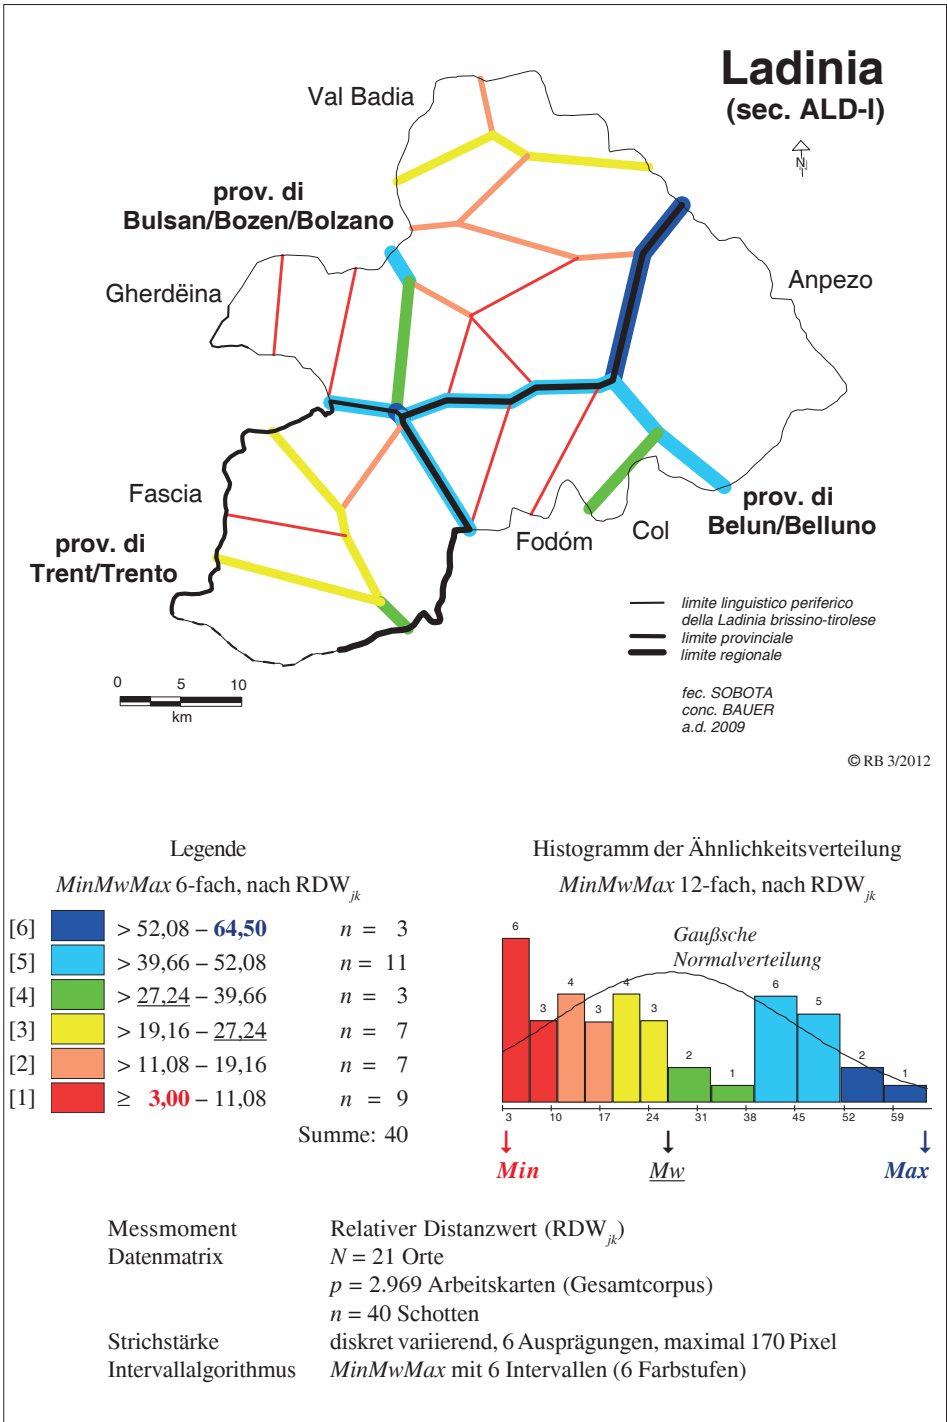 Ladinia
(sec. ALD-I)
N
Val Badia
prov. di
Bulsan/Bozen/Bolzano
Gherdëina
Anpezo
Fascia
prov. di
Trent/Trento
Fodóm
Col
prov. di
Belun/Belluno
limite linguistico periferico
della Ladinia brissino-tirolese
limite provinciale
limite regionale
0 5 10
km
fec. SOBOTA
conc. BAUER
a.d. 2009
© RB 3/2012
Legende
MinMwMax 6-fach, nach RDWjk
[6] > 52,08 – 64,50 n = 3
[5] > 39,66 – 52,08 n = 11
[4] > 27,24 – 39,66 n = 3
[3] > 19,16 – 27,24 n = 7
[2] > 11,08 – 19,16 n = 7
[1] ≥ 3,00 – 11,08 n = 9
Summe: 40
Histogramm der Ähnlichkeitsverteilung
MinMwMax 12-fach, nach RDWjk
Gaußsche
Normalverteilung
6 3 4 3 4 3 2 1 6 5 2 1
3 10 17 24 31 38 45 52 59
Min Mw Max
Messmoment Relativer Distanzwert (RDWjk)
Datenmatrix N = 21 Orte
p = 2.969 Arbeitskarten (Gesamtcorpus)
n = 40 Schotten
Strichstärke diskret variierend, 6 Ausprägungen, maximal 170 Pixel
Intervallalgorithmus MinMwMax mit 6 Intervallen (6 Farbstufen)